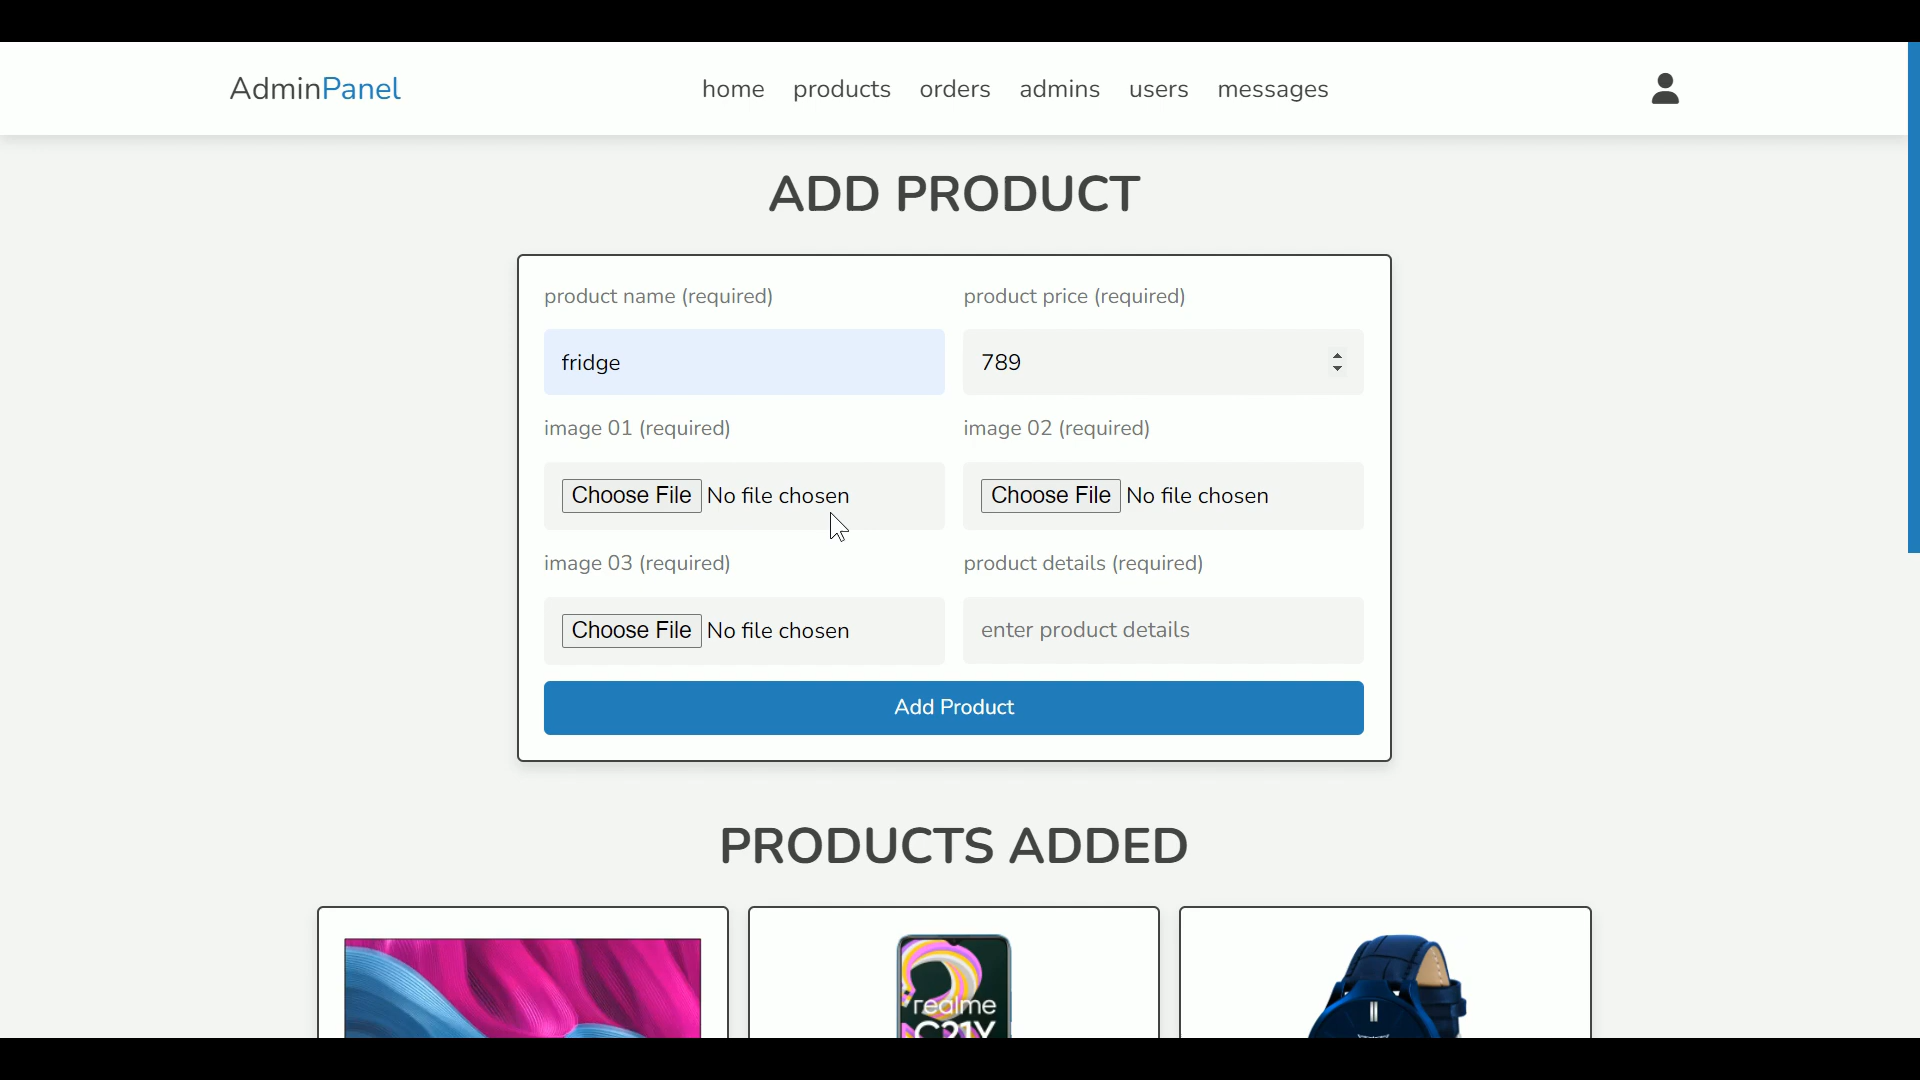 AdminPanel
home products orders admins users messages
ADD PRODUCT
product name (required) product price (required)
fridge 789
image 01 (required) image 02 (required)
Choose File No file chosen Choose File No file chosen
image 03 (required) product details (required)
Choose File No file chosen enter product details
Add Product
PRODUCTS ADDED
realme
C21Y